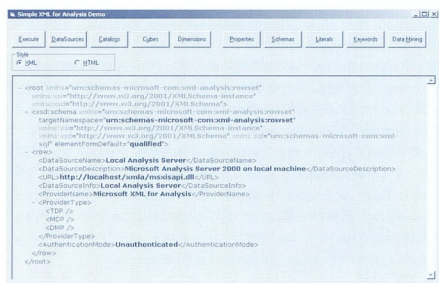 Simple XML for Analysis Demo
Execute DataSources Catalogs Cubes Dimensions Properties Schemas Literals Keywords Data Mining
Style
XML HTML
- <root xmlns="urn:schemas-microsoft-com:xml-analysis:rowset"
xmlns:xsi="http://www.w3.org/2001/XMLSchema-instance"
xmlns:xsd="http://www.w3.org/2001/XMLSchema">
- <xsd:schema xmlns="urn:schemas-microsoft-com:xml-analysis:rowset"
targetNamespace="urn:schemas-microsoft-com:xml-analysis:rowset"
xmlns:xsi="http://www.w3.org/2001/XMLSchema-instance"
xmlns:xsd="http://www.w3.org/2001/XMLSchema" xmlns:sql="urn:schemas-microsoft-com:xml-
sql" elementFormDefault="qualified">
- <row>
<DataSourceName>Local Analysis Server</DataSourceName>
<DataSourceDescription>Microsoft Analysis Server 2000 on local machine</DataSourceDescription>
<URL>http://localhost/xmla/msxisapi.dll</URL>
<DataSourceInfo>Local Analysis Server</DataSourceInfo>
<ProviderName>Microsoft XML for Analysis</ProviderName>
- <ProviderType>
<TDP />
<MDP />
<DMP />
</ProviderType>
<AuthenticationMode>Unauthenticated</AuthenticationMode>
</row>
</root>